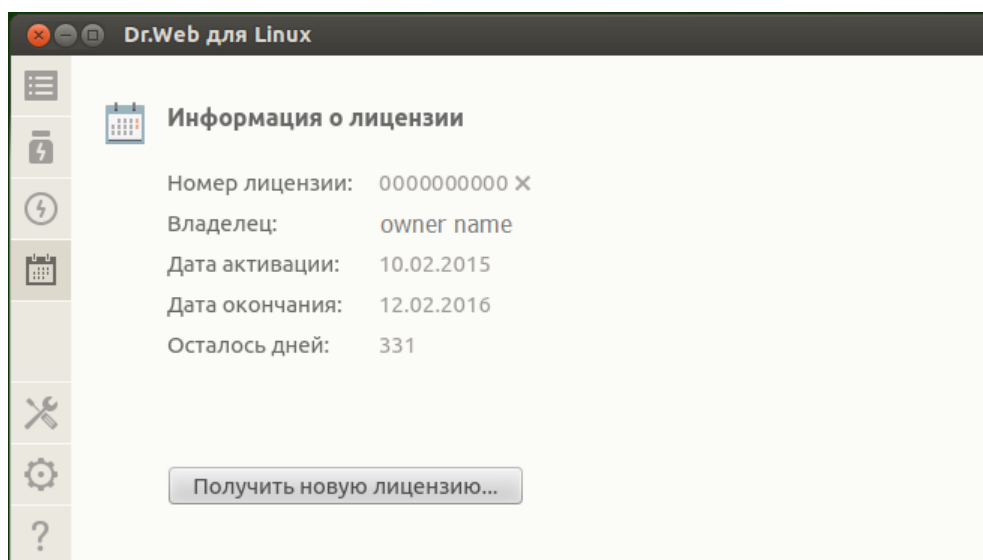 Dr.Web для Linux
Информация о лицензии
Номер лицензии: 0000000000
Владелец: owner name
Дата активации: 10.02.2015
Дата окончания: 12.02.2016
Осталось дней: 331
Получить новую лицензию...
?